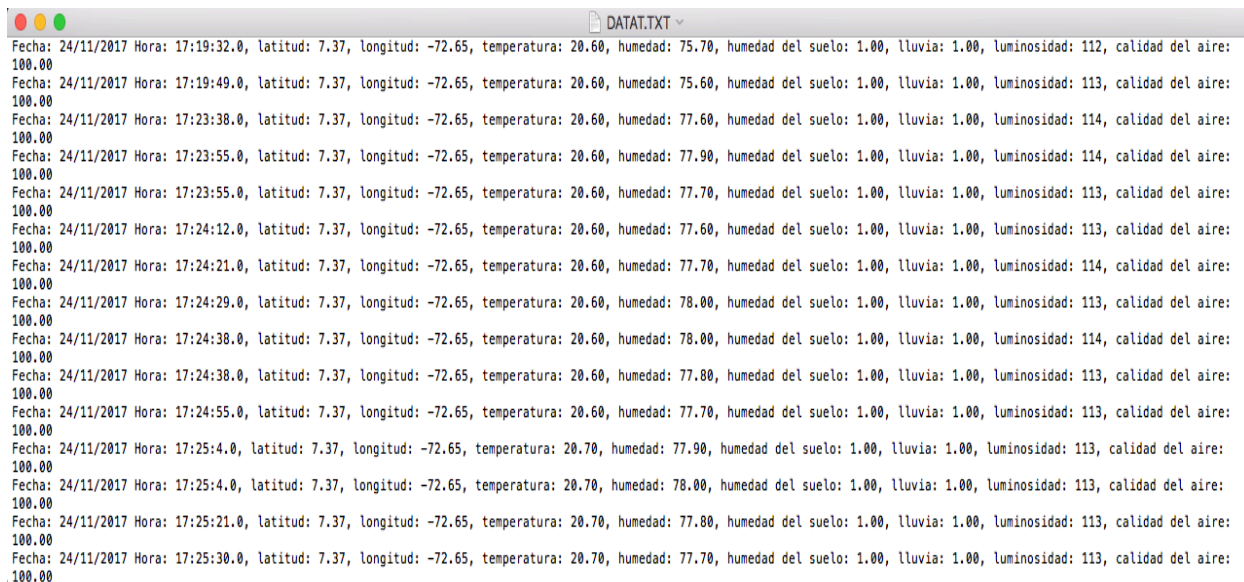 DATAT.TXT
Fecha: 24/11/2017 Hora: 17:19:32.0, latitud: 7.37, longitud: -72.65, temperatura: 20.60, humedad: 75.70, humedad del suelo: 1.00, lluvia: 1.00, luminosidad: 112, calidad del aire:
100.00
Fecha: 24/11/2017 Hora: 17:19:49.0, latitud: 7.37, longitud: -72.65, temperatura: 20.60, humedad: 75.60, humedad del suelo: 1.00, lluvia: 1.00, luminosidad: 113, calidad del aire:
100.00
Fecha: 24/11/2017 Hora: 17:23:38.0, latitud: 7.37, longitud: -72.65, temperatura: 20.60, humedad: 77.60, humedad del suelo: 1.00, lluvia: 1.00, luminosidad: 114, calidad del aire:
100.00
Fecha: 24/11/2017 Hora: 17:23:55.0, latitud: 7.37, longitud: -72.65, temperatura: 20.60, humedad: 77.90, humedad del suelo: 1.00, lluvia: 1.00, luminosidad: 114, calidad del aire:
100.00
Fecha: 24/11/2017 Hora: 17:23:55.0, latitud: 7.37, longitud: -72.65, temperatura: 20.60, humedad: 77.70, humedad del suelo: 1.00, lluvia: 1.00, luminosidad: 113, calidad del aire:
100.00
Fecha: 24/11/2017 Hora: 17:24:12.0, latitud: 7.37, longitud: -72.65, temperatura: 20.60, humedad: 77.60, humedad del suelo: 1.00, lluvia: 1.00, luminosidad: 113, calidad del aire:
100.00
Fecha: 24/11/2017 Hora: 17:24:21.0, latitud: 7.37, longitud: -72.65, temperatura: 20.60, humedad: 77.70, humedad del suelo: 1.00, lluvia: 1.00, luminosidad: 114, calidad del aire:
100.00
Fecha: 24/11/2017 Hora: 17:24:29.0, latitud: 7.37, longitud: -72.65, temperatura: 20.60, humedad: 78.00, humedad del suelo: 1.00, lluvia: 1.00, luminosidad: 113, calidad del aire:
100.00
Fecha: 24/11/2017 Hora: 17:24:38.0, latitud: 7.37, longitud: -72.65, temperatura: 20.60, humedad: 78.00, humedad del suelo: 1.00, lluvia: 1.00, luminosidad: 114, calidad del aire:
100.00
Fecha: 24/11/2017 Hora: 17:24:38.0, latitud: 7.37, longitud: -72.65, temperatura: 20.60, humedad: 77.80, humedad del suelo: 1.00, lluvia: 1.00, luminosidad: 113, calidad del aire:
100.00
Fecha: 24/11/2017 Hora: 17:24:55.0, latitud: 7.37, longitud: -72.65, temperatura: 20.60, humedad: 77.70, humedad del suelo: 1.00, lluvia: 1.00, luminosidad: 113, calidad del aire:
100.00
Fecha: 24/11/2017 Hora: 17:25:4.0, latitud: 7.37, longitud: -72.65, temperatura: 20.70, humedad: 77.90, humedad del suelo: 1.00, lluvia: 1.00, luminosidad: 113, calidad del aire:
100.00
Fecha: 24/11/2017 Hora: 17:25:4.0, latitud: 7.37, longitud: -72.65, temperatura: 20.70, humedad: 78.00, humedad del suelo: 1.00, lluvia: 1.00, luminosidad: 113, calidad del aire:
100.00
Fecha: 24/11/2017 Hora: 17:25:21.0, latitud: 7.37, longitud: -72.65, temperatura: 20.70, humedad: 77.80, humedad del suelo: 1.00, lluvia: 1.00, luminosidad: 113, calidad del aire:
100.00
Fecha: 24/11/2017 Hora: 17:25:30.0, latitud: 7.37, longitud: -72.65, temperatura: 20.70, humedad: 77.70, humedad del suelo: 1.00, lluvia: 1.00, luminosidad: 113, calidad del aire:
100.00